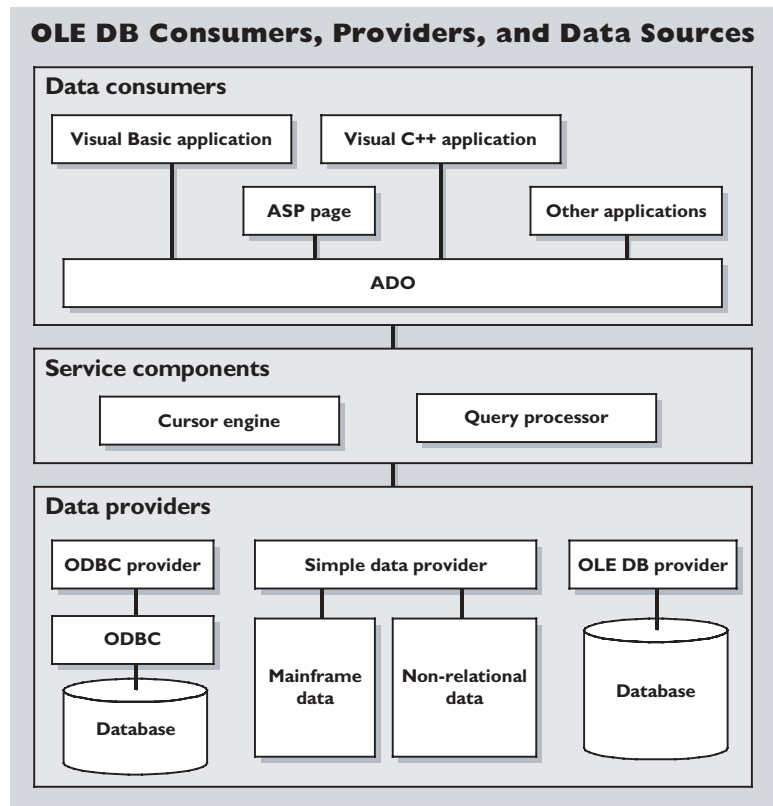 OLE DB Consumers, Providers, and Data Sources
Data consumers
Visual Basic application
Visual C++ application
ASP page
Other applications
ADO
Service components
Cursor engine
Query processor
Data providers
ODBC provider
Simple data provider
OLE DB provider
ODBC
Mainframe
data
Non-relational
data
Database
Database